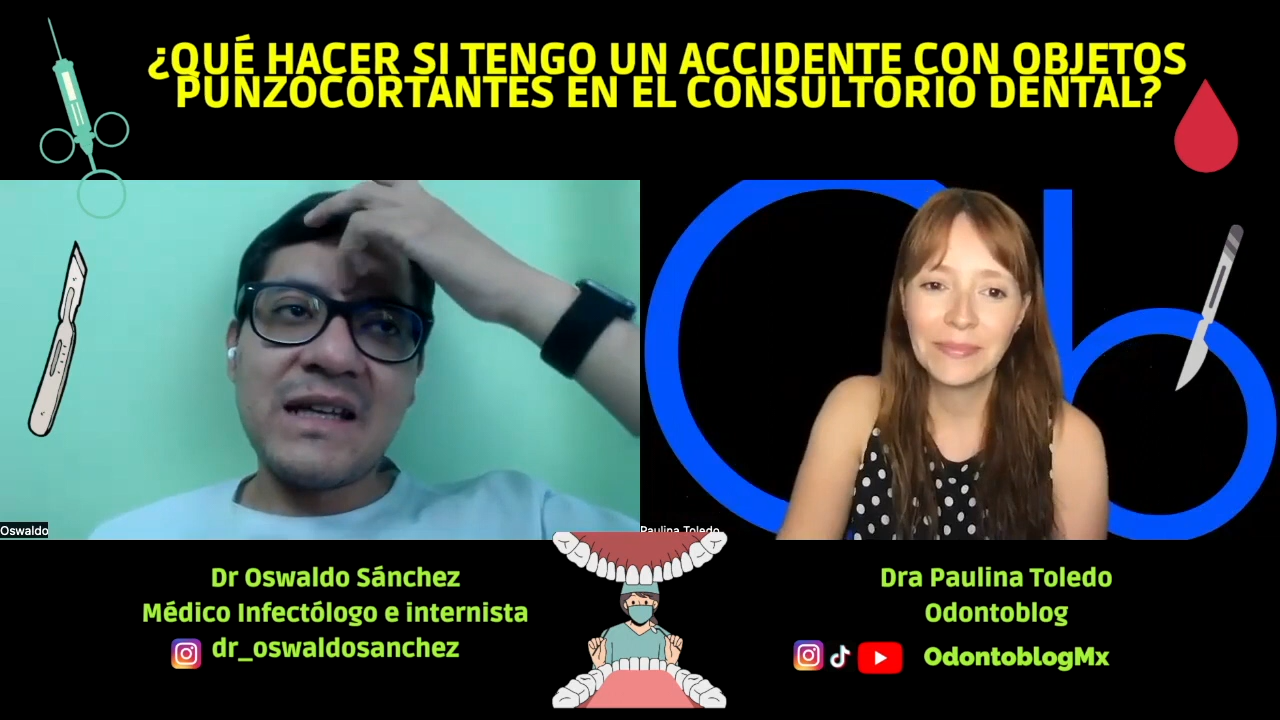 ¿QUÉ HACER SI TENGO UN ACCIDENTE CON OBJETOS
PUNZOCORTANTES EN EL CONSULTORIO DENTAL?
Oswaldo
Paulina Toledo
Dr Oswaldo Sánchez
Médico Infectólogo e internista
dr_oswaldosanchez
Dra Paulina Toledo
Odontoblog
OdontoblogMx